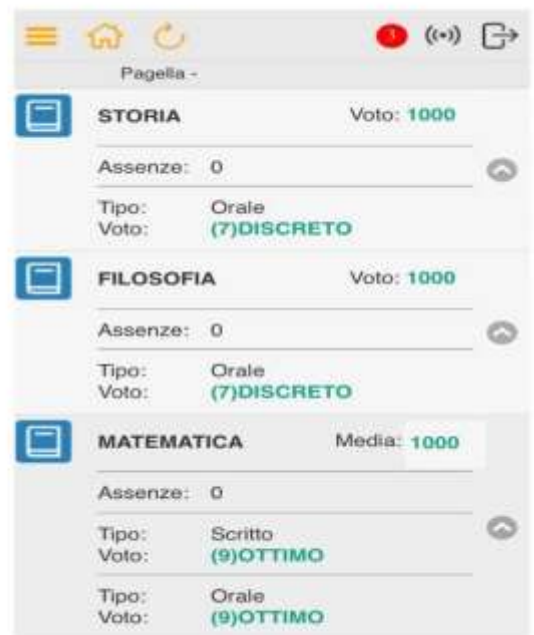 3
Pagella -
STORIA Voto: 1000
Assenze: 0
Tipo: Orale
Voto: (7)DISCRETO
FILOSOFIA Voto: 1000
Assenze: 0
Tipo: Orale
Voto: (7)DISCRETO
MATEMATICA Media: 1000
Assenze: 0
Tipo: Scritto
Voto: (9)OTTIMO
Tipo: Orale
Voto: (9)OTTIMO